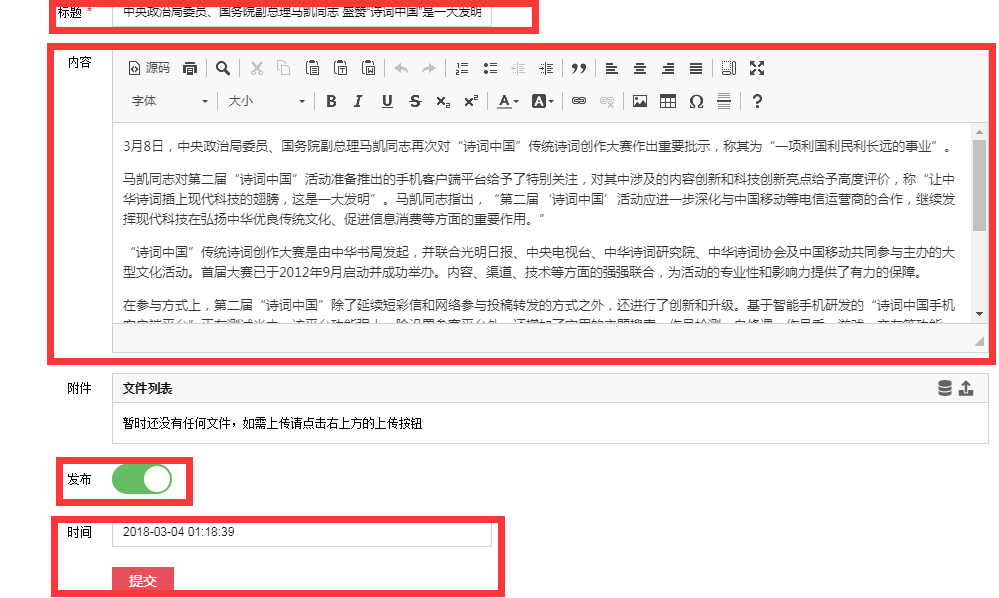 标题 *
中央政治局委员、国务院副总理马凯同志 盛赞“诗词中国”是一大发明
内容
源码
字体 大小 B I U S X₂ X² A A Ω ?
3月8日，中央政治局委员、国务院副总理马凯同志再次对“诗词中国”传统诗词创作大赛作出重要批示，称其为“一项利国利民利长远的事业”。
马凯同志对第二届“诗词中国”活动准备推出的手机客户端平台给予了特别关注，对其中涉及的内容创新和科技创新亮点给予高度评价，称“让中
华诗词插上现代科技的翅膀，这是一大发明”。马凯同志指出，“第二届‘诗词中国’活动应进一步深化与中国移动等电信运营商的合作，继续发
挥现代科技在弘扬中华优良传统文化、促进信息消费等方面的重要作用。”
“诗词中国”传统诗词创作大赛是由中华书局发起，并联合光明日报、中央电视台、中华诗词研究院、中华诗词协会及中国移动共同参与主办的大
型文化活动。首届大赛已于2012年9月启动并成功举办。内容、渠道、技术等方面的强强联合，为活动的专业性和影响力提供了有力的保障。
在参与方式上，第二届“诗词中国”除了延续短彩信和网络参与投稿转发的方式之外，还进行了创新和升级。基于智能手机研发的“诗词中国手机
附件
文件列表
暂时还没有任何文件，如需上传请点击右上方的上传按钮
发布
时间
2018-03-04 01:18:39
提交